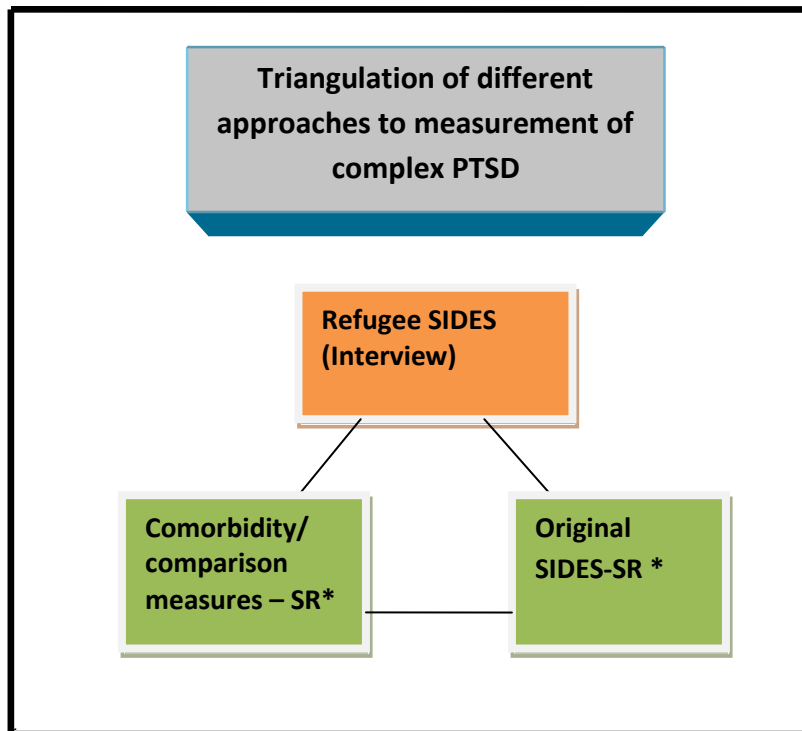 Triangulation of different
approaches to measurement of
complex PTSD
Refugee SIDES
(Interview)
Comorbidity/
comparison
measures – SR*
Original
SIDES-SR *